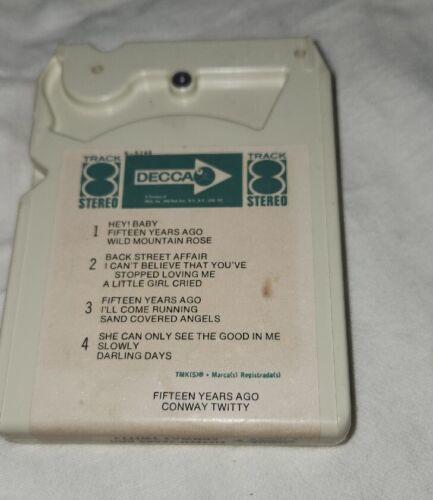 TRACK
8
STEREO
DECCA
TRACK
8
STEREO
1
HEY! BABY
FIFTEEN YEARS AGO
WILD MOUNTAIN ROSE
2
BACK STREET AFFAIR
I CAN'T BELIEVE THAT YOU'VE
STOPPED LOVING ME
A LITTLE GIRL CRIED
3
FIFTEEN YEARS AGO
I'LL COME RUNNING
SAND COVERED ANGELS
4
SHE CAN ONLY SEE THE GOOD IN ME
SLOWLY
DARLING DAYS
TMK(S)® • Marca(s) Registrada(s)
FIFTEEN YEARS AGO
CONWAY TWITTY